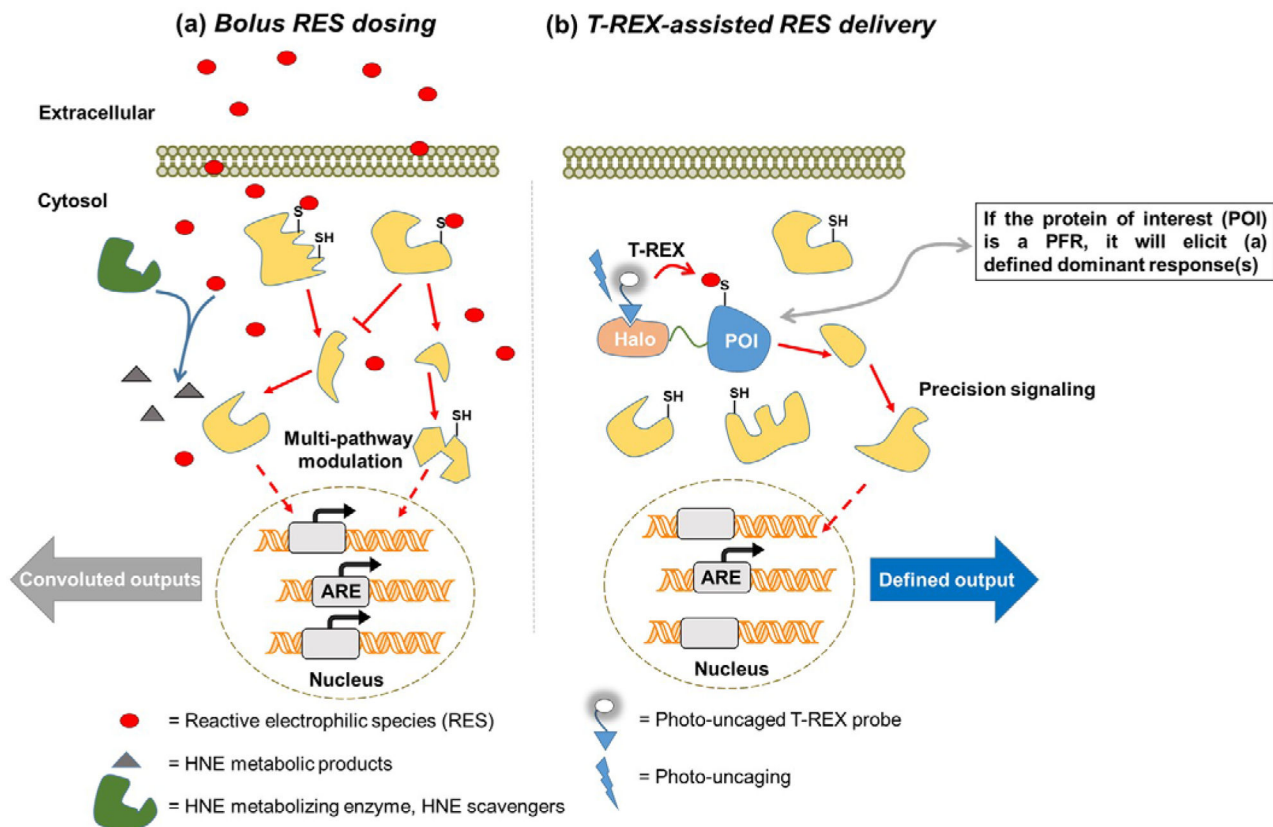 (a) Bolus RES dosing
(b) T-REX-assisted RES delivery
Extracellular
Cytosol
S
SH
S
SH
Multi-pathway
modulation
Convoluted outputs
ARE
Nucleus
SH
T-REX
S
Halo
POI
If the protein of interest (POI)
is a PFR, it will elicit (a)
defined dominant response(s)
Precision signaling
SH
SH
ARE
Defined output
Nucleus
= Reactive electrophilic species (RES)
= HNE metabolic products
= HNE metabolizing enzyme, HNE scavengers
= Photo-uncaged T-REX probe
= Photo-uncaging